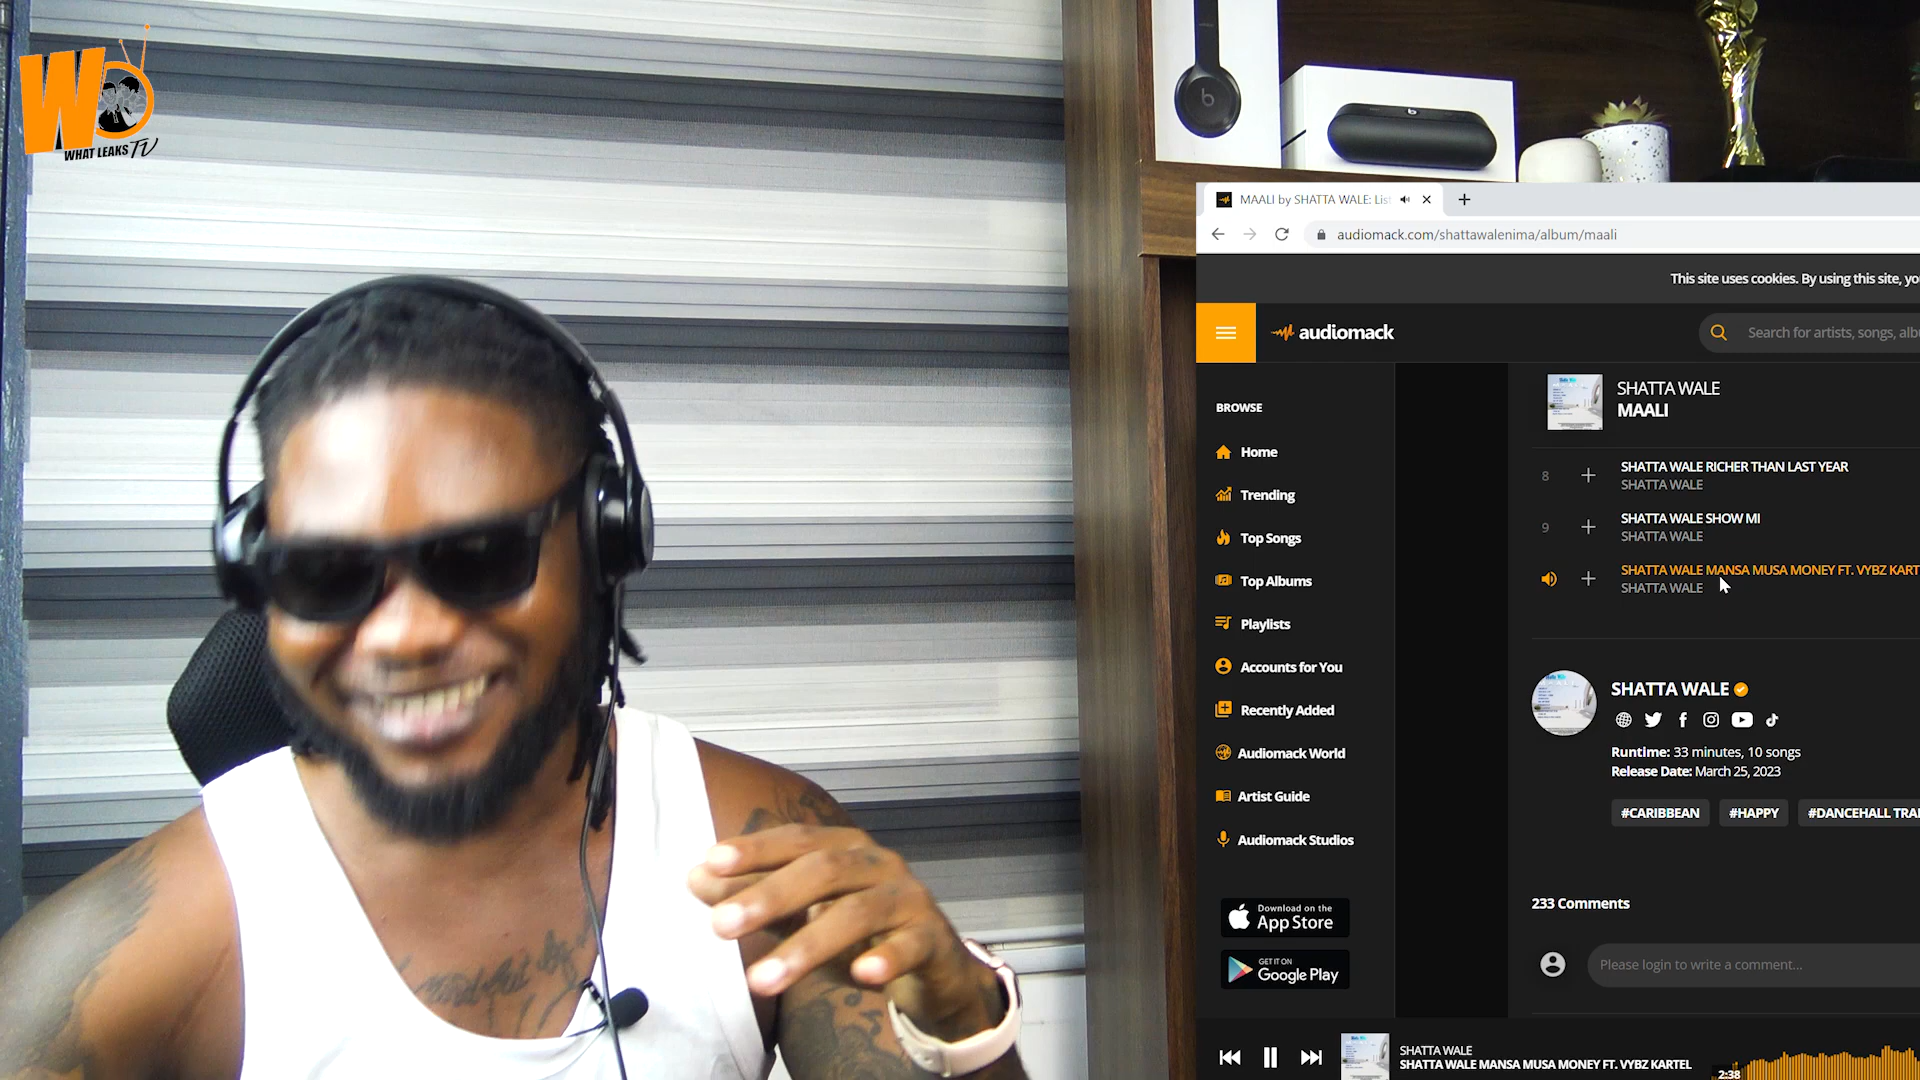 WO
WHAT LEAKS TV
b
b
MAALI by SHATTA WALE: Lis
audiomack.com/shattawalenima/album/maali
This site uses cookies. By using this site, yo
audiomack
Search for artists, songs, alb
BROWSE
Home
Trending
Top Songs
Top Albums
Playlists
Accounts for You
Recently Added
Audiomack World
Artist Guide
Audiomack Studios
Download on the
App Store
GET IT ON
Google Play
SHATTA WALE
MAALI
8
SHATTA WALE RICHER THAN LAST YEAR
SHATTA WALE
9
SHATTA WALE SHOW MI
SHATTA WALE
SHATTA WALE MANSA MUSA MONEY FT. VYBZ KART
SHATTA WALE
SHATTA WALE
Runtime: 33 minutes, 10 songs
Release Date: March 25, 2023
#CARIBBEAN
#HAPPY
#DANCEHALL TRA
233 Comments
Please login to write a comment...
SHATTA WALE
SHATTA WALE MANSA MUSA MONEY FT. VYBZ KARTEL
2:38